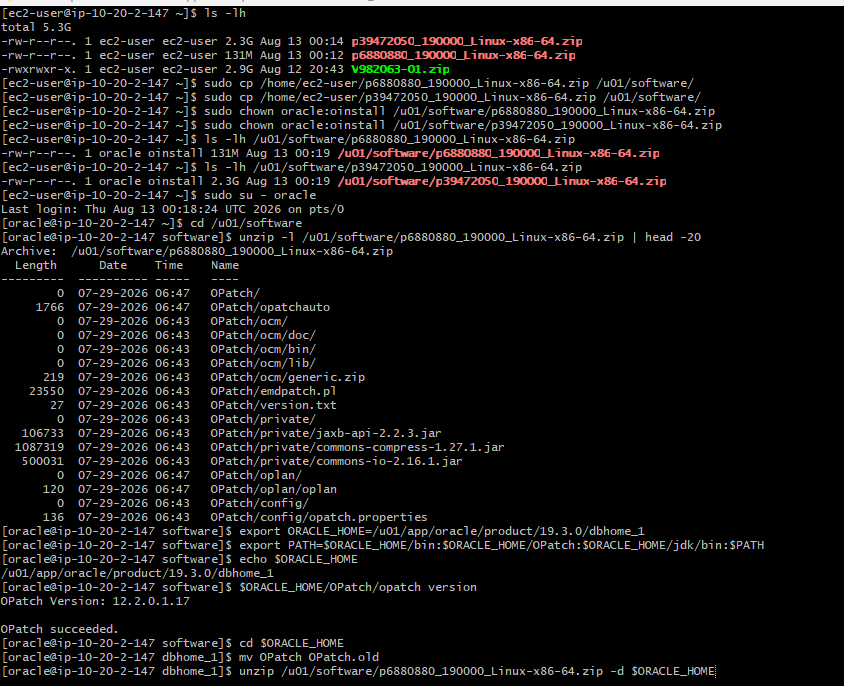 [ec2-user@ip-10-20-2-147 ~]$ ls -lh
total 5.3G
-rw-r--r--. 1 ec2-user ec2-user 2.3G Aug 13 00:14 p39472050_190000_Linux-x86-64.zip
-rw-r--r--. 1 ec2-user ec2-user 131M Aug 13 00:12 p6880880_190000_Linux-x86-64.zip
-rwxrwxr-x. 1 ec2-user ec2-user 2.9G Aug 12 20:43 V982063-01.zip
[ec2-user@ip-10-20-2-147 ~]$ sudo cp /home/ec2-user/p6880880_190000_Linux-x86-64.zip /u01/software/
[ec2-user@ip-10-20-2-147 ~]$ sudo cp /home/ec2-user/p39472050_190000_Linux-x86-64.zip /u01/software/
[ec2-user@ip-10-20-2-147 ~]$ sudo chown oracle:oinstall /u01/software/p6880880_190000_Linux-x86-64.zip
[ec2-user@ip-10-20-2-147 ~]$ sudo chown oracle:oinstall /u01/software/p39472050_190000_Linux-x86-64.zip
[ec2-user@ip-10-20-2-147 ~]$ ls -lh /u01/software/p6880880_190000_Linux-x86-64.zip
-rw-r--r--. 1 oracle oinstall 131M Aug 13 00:19 /u01/software/p6880880_190000_Linux-x86-64.zip
[ec2-user@ip-10-20-2-147 ~]$ ls -lh /u01/software/p39472050_190000_Linux-x86-64.zip
-rw-r--r--. 1 oracle oinstall 2.3G Aug 13 00:19 /u01/software/p39472050_190000_Linux-x86-64.zip
[ec2-user@ip-10-20-2-147 ~]$ sudo su - oracle
Last login: Thu Aug 13 00:18:24 UTC 2026 on pts/0
[oracle@ip-10-20-2-147 ~]$ cd /u01/software
[oracle@ip-10-20-2-147 software]$ unzip -l /u01/software/p6880880_190000_Linux-x86-64.zip | head -20
Archive:  /u01/software/p6880880_190000_Linux-x86-64.zip
  Length      Date    Time    Name
---------  ---------- -----   ----
        0  07-29-2026 06:47   OPatch/
     1766  07-29-2026 06:47   OPatch/opatchauto
        0  07-29-2026 06:43   OPatch/ocm/
        0  07-29-2026 06:43   OPatch/ocm/doc/
        0  07-29-2026 06:43   OPatch/ocm/bin/
        0  07-29-2026 06:43   OPatch/ocm/lib/
      219  07-29-2026 06:43   OPatch/ocm/generic.zip
    23550  07-29-2026 06:43   OPatch/emdpatch.pl
       27  07-29-2026 06:43   OPatch/version.txt
        0  07-29-2026 06:43   OPatch/private/
   106733  07-29-2026 06:43   OPatch/private/jaxb-api-2.2.3.jar
  1087319  07-29-2026 06:43   OPatch/private/commons-compress-1.27.1.jar
   500031  07-29-2026 06:43   OPatch/private/commons-io-2.16.1.jar
        0  07-29-2026 06:47   OPatch/oplan/
      120  07-29-2026 06:47   OPatch/oplan/oplan
        0  07-29-2026 06:43   OPatch/config/
      136  07-29-2026 06:43   OPatch/config/opatch.properties
[oracle@ip-10-20-2-147 software]$ export ORACLE_HOME=/u01/app/oracle/product/19.3.0/dbhome_1
[oracle@ip-10-20-2-147 software]$ export PATH=$ORACLE_HOME/bin:$ORACLE_HOME/OPatch:$ORACLE_HOME/jdk/bin:$PATH
[oracle@ip-10-20-2-147 software]$ echo $ORACLE_HOME
/u01/app/oracle/product/19.3.0/dbhome_1
[oracle@ip-10-20-2-147 software]$ $ORACLE_HOME/OPatch/opatch version
OPatch Version: 12.2.0.1.17

OPatch succeeded.
[oracle@ip-10-20-2-147 software]$ cd $ORACLE_HOME
[oracle@ip-10-20-2-147 dbhome_1]$ mv OPatch OPatch.old
[oracle@ip-10-20-2-147 dbhome_1]$ unzip /u01/software/p6880880_190000_Linux-x86-64.zip -d $ORACLE_HOME